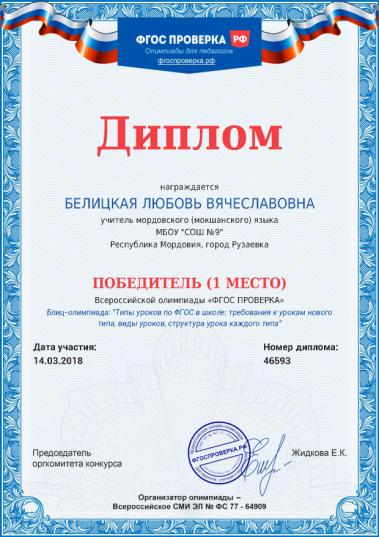 ФГОС ПРОВЕРКА РФ
Олимпиады для педагогов
фгоспроверка.рф
Диплом
награждается
БЕЛИЦКАЯ ЛЮБОВЬ ВЯЧЕСЛАВОВНА
учитель мордовского (мокшанского) языка
МБОУ "СОШ №9"
Республика Мордовия, город Рузаевка
ПОБЕДИТЕЛЬ (1 МЕСТО)
Всероссийской олимпиады «ФГОС ПРОВЕРКА»
Блиц-олимпиада: "Типы уроков по ФГОС в школе: требования к урокам нового
типа, виды уроков, структура урока каждого типа"
Дата участия:
14.03.2018
Номер диплома:
46593
Председатель
оргкомитета конкурса
ФГОСПРОВЕРКА.РФ
Жидкова Е.К.
Организатор олимпиады –
Всероссийское СМИ ЭЛ № ФС 77 - 64909